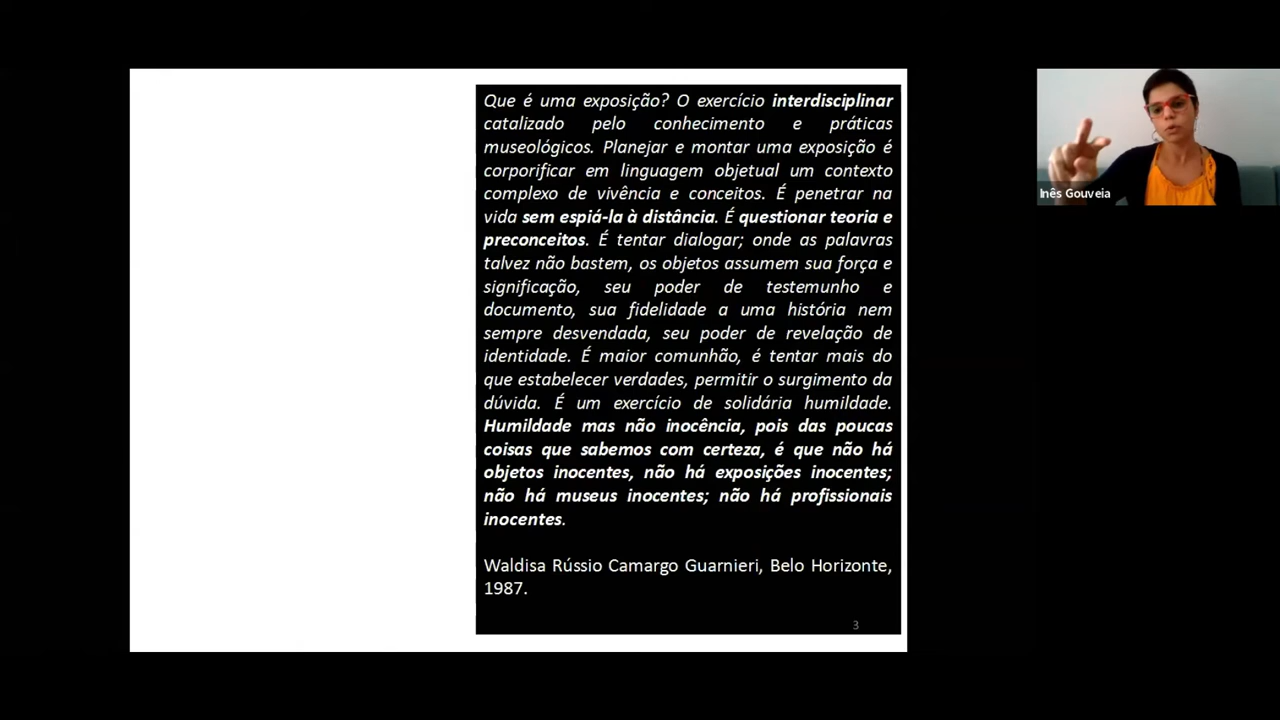 Que é uma exposição? O exercício interdisciplinar
catalizado pelo conhecimento e práticas
museológicos. Planejar e montar uma exposição é
corporificar em linguagem objetual um contexto
complexo de vivência e conceitos. É penetrar na
vida sem espiá-la à distância. É questionar teoria e
preconceitos. É tentar dialogar; onde as palavras
talvez não bastem, os objetos assumem sua força e
significação, seu poder de testemunho e
documento, sua fidelidade a uma história nem
sempre desvendada, seu poder de revelação de
identidade. É maior comunhão, é tentar mais do
que estabelecer verdades, permitir o surgimento da
dúvida. É um exercício de solidária humildade.
Humildade mas não inocência, pois das poucas
coisas que sabemos com certeza, é que não há
objetos inocentes, não há exposições inocentes;
não há museus inocentes; não há profissionais
inocentes.
Waldisa Rússio Camargo Guarnieri, Belo Horizonte,
1987.
3
Inês Gouveia